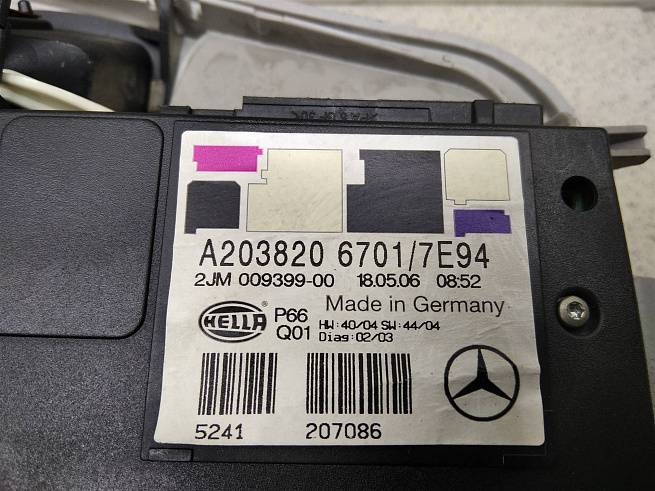 A203820 6701/7E94
2JM 009399-00 18.05.06 08:52
Made in Germany
HELLA
P66
Q01
HW:40/04 SW:44/04
Diag:02/03
5241
207086